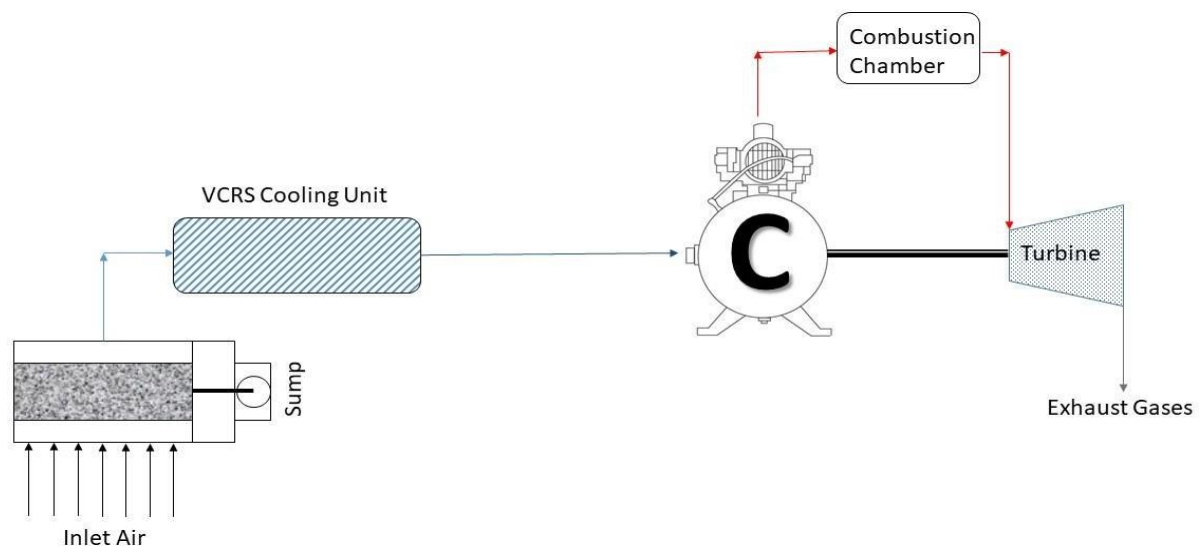 Combustion
Chamber
VCRS Cooling Unit
C
Turbine
Sump
Exhaust Gases
Inlet Air